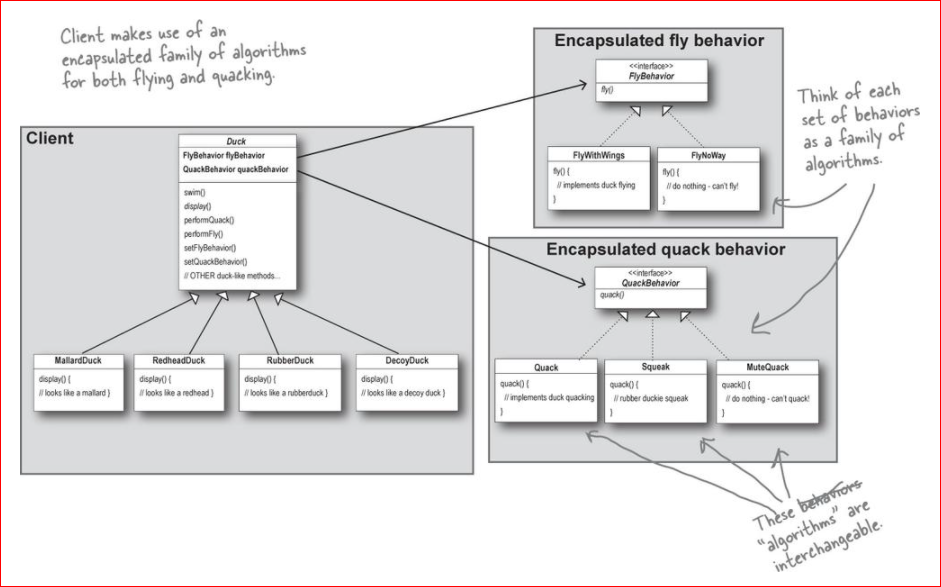 Client makes use of an
encapsulated family of algorithms
for both flying and quacking.
Client
Duck
FlyBehavior flyBehavior
QuackBehavior quackBehavior
swim()
display()
performQuack()
performFly()
setFlyBehavior()
setQuackBehavior()
// OTHER duck-like methods...
MallardDuck
display() {
// looks like a mallard }
RedheadDuck
display() {
// looks like a redhead }
RubberDuck
display() {
// looks like a rubberduck }
DecoyDuck
display() {
// looks like a decoy duck }
Encapsulated fly behavior
<<interface>>
FlyBehavior
fly()
FlyWithWings
fly() {
// implements duck flying
}
FlyNoWay
fly() {
// do nothing - can't fly!
}
Think of each
set of behaviors
as a family of
algorithms.
Encapsulated quack behavior
<<interface>>
QuackBehavior
quack()
Quack
quack() {
// implements duck quacking
}
Squeak
quack() {
// rubber duckie squeak
}
MuteQuack
quack() {
// do nothing - can't quack!
}
These behaviors
"algorithms" are
interchangeable.